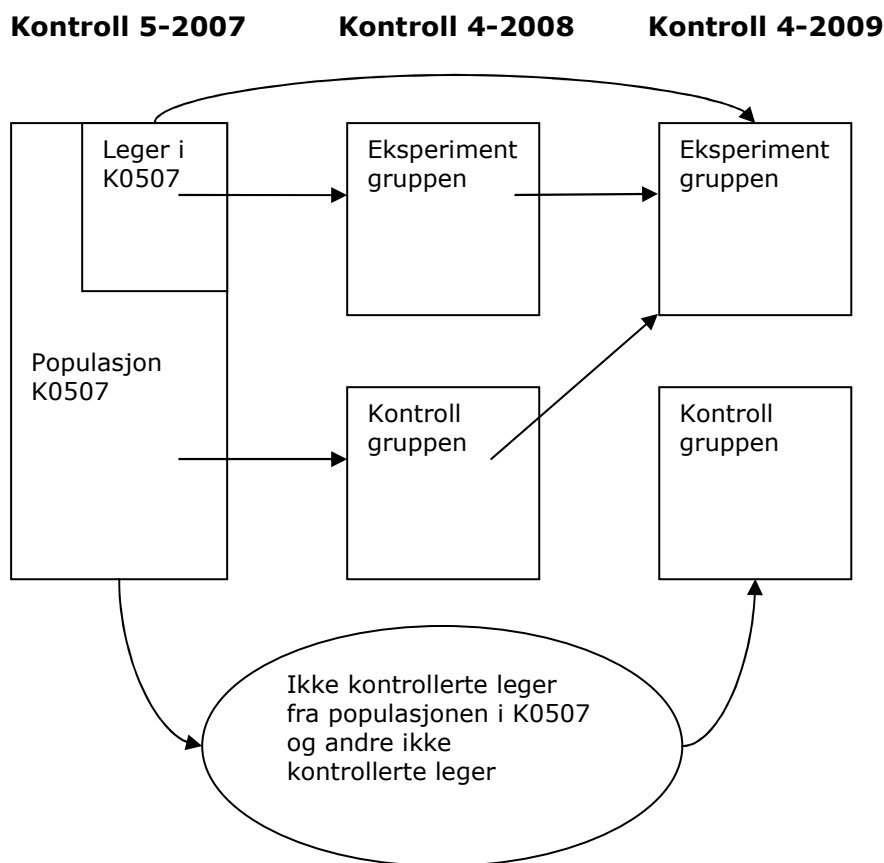 Kontroll 5-2007 Kontroll 4-2008 Kontroll 4-2009
Leger i
K0507
Eksperiment
gruppen
Eksperiment
gruppen
Populasjon
K0507
Kontroll
gruppen
Kontroll
gruppen
Ikke kontrollerte leger
fra populasjonen i K0507
og andre ikke
kontrollerte leger